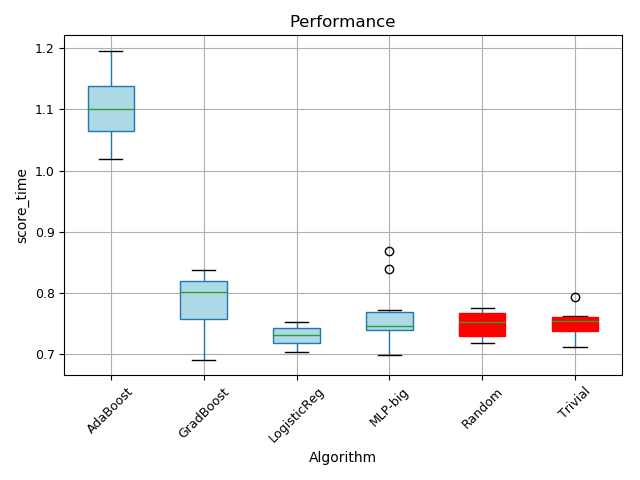 Performance
1.2
1.1
1.0
0.9
0.8
0.7
score_time
AdaBoost
GradBoost
LogisticReg
MLP-big
Random
Trivial
Algorithm